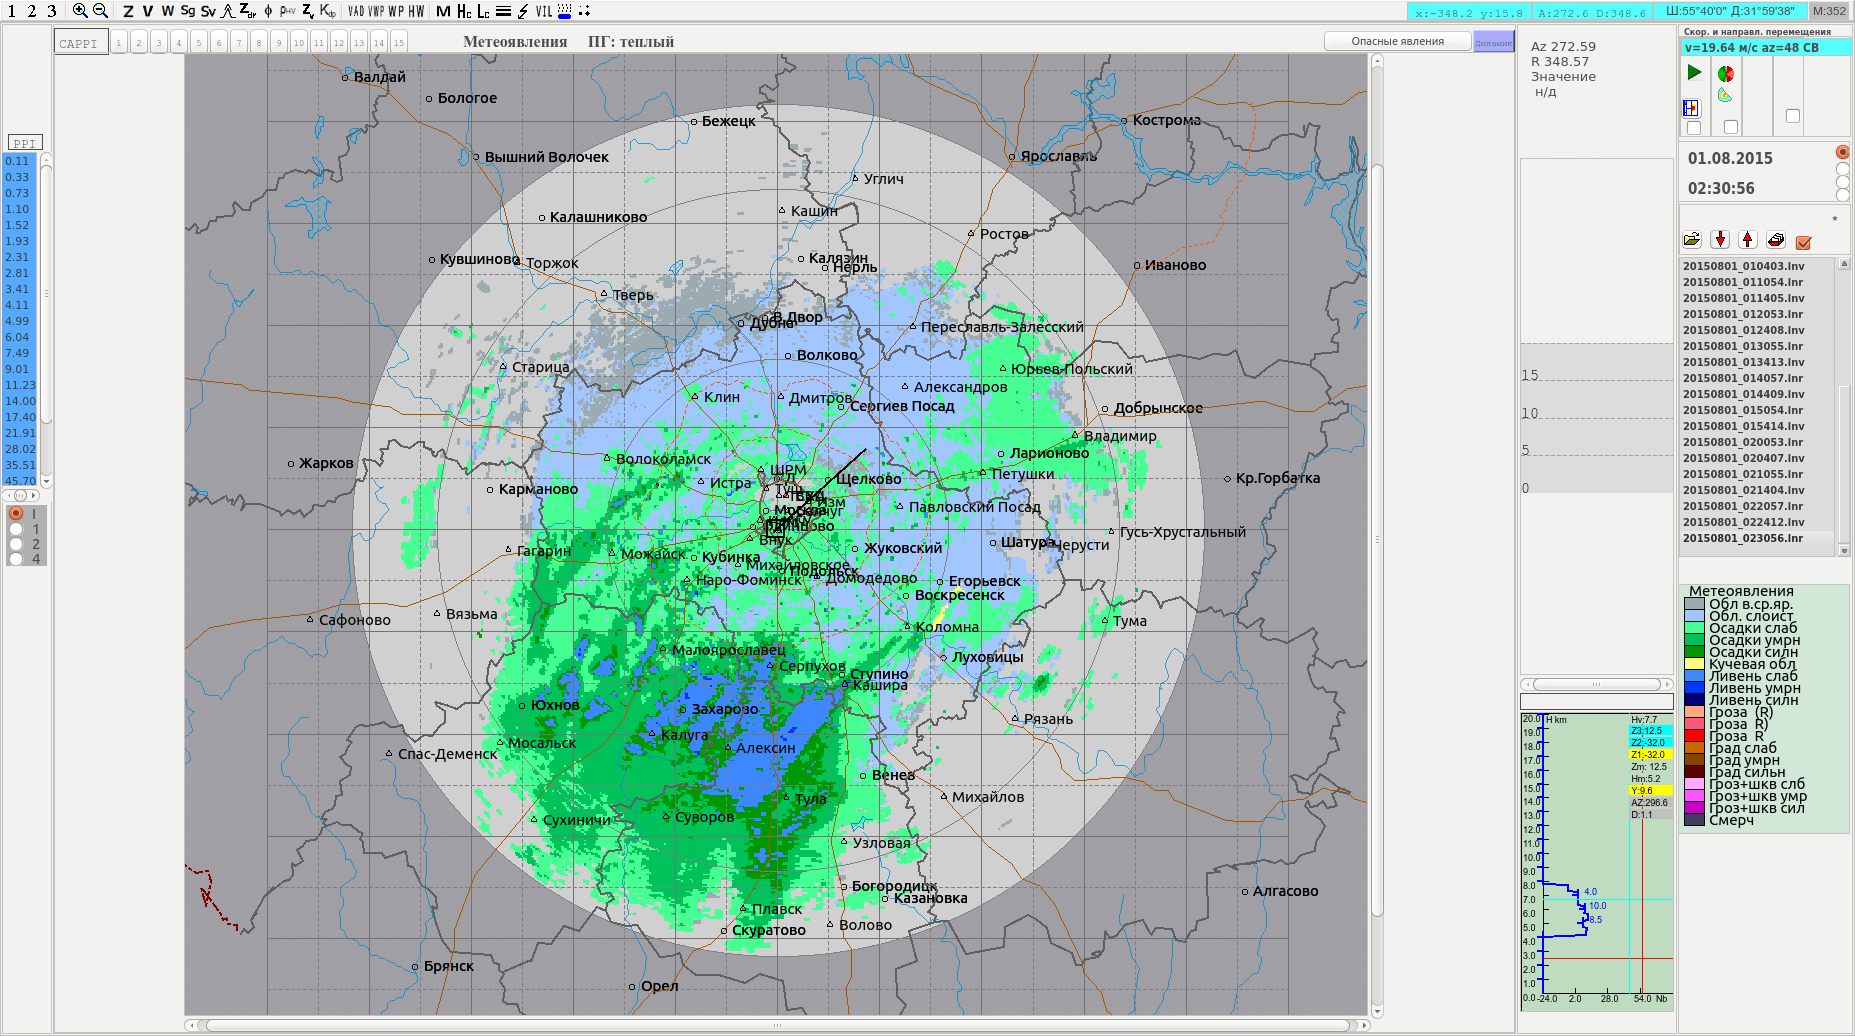 1 2 3 Z V W Sg Sv Zdr ϕ ρHV Zv Kdp VAD VWP WP HW M Hc Lc VIL
x:-348.2 y:15.8 A:272.6 D:348.6 Ш:55°40'0" Д:31°59'38" M:352
CAPPI 1 2 3 4 5 6 7 8 9 10 11 12 13 14 15
Метеоявления ПГ: теплый
Опасные явления
Динамика
Az 272.59
R 348.57
Значение
н/д
Скор. и направл. перемещения
v=19.64 м/с az=48 СВ
01.08.2015
02:30:56
*
20150801_010403.lnv
20150801_011054.lnr
20150801_011405.lnv
20150801_012053.lnr
20150801_012408.lnv
20150801_013055.lnr
20150801_013413.lnv
20150801_014057.lnr
20150801_014409.lnv
20150801_015054.lnr
20150801_015414.lnv
20150801_020053.lnr
20150801_020407.lnv
20150801_021055.lnr
20150801_021404.lnv
20150801_022057.lnr
20150801_022412.lnv
20150801_023056.lnr
PPI
0.11
0.33
0.73
1.10
1.52
1.93
2.31
2.81
3.41
4.11
4.99
6.04
7.49
9.01
11.23
14.00
17.40
21.91
28.02
35.51
45.70
I
1
2
4
Валдай
Бологое
Бежецк
Кострома
Вышний Волочек
Ярославль
Углич
Кашин
Калашниково
Ростов
Кувшиново
Торжок
Калязин
Нерль
Иваново
Тверь
Дубна
В.Двор
Переславль-Залесский
Волково
Старица
Юрьев-Польский
Александров
Клин
Дмитров
Сергиев Посад
Добрынское
Владимир
Ларионово
Жарков
Волоколамск
Петушки
Кр.Горбатка
Карманово
Истра
Щелково
Павловский Посад
Москва
Гусь-Хрустальный
Внук
Жуковский
Шатура
Черусти
Гагарин
Можайск
Кубинка
Михайловское
Подольск
Домодедово
Наро-Фоминск
Егорьевск
Воскресенск
Вязьма
Сафоново
Коломна
Тума
Малоярославец
Серпухов
Луховицы
Ступино
Кашира
Юхнов
Захарово
Рязань
Калуга
Мосальск
Алексин
Спас-Деменск
Венев
Тула
Михайлов
Сухиничи
Суворов
Узловая
Богородицк
Казановка
Алгасово
Плавск
Волово
Скуратово
Брянск
Орел
15
10
5
0
Метеоявления
Обл в.ср.яр.
Обл. слоист
Осадки слаб
Осадки умрн
Осадки силн
Кучевая обл
Ливень слаб
Ливень умрн
Ливень силн
Гроза (R)
Гроза R)
Гроза R
Град слаб
Град умрн
Град сильн
Гроз+шкв слб
Гроз+шкв умр
Гроз+шкв сил
Смерч
H km
20.0
19.0
18.0
17.0
16.0
15.0
14.0
13.0
12.0
11.0
10.0
9.0
8.0
7.0
6.0
5.0
4.0
3.0
2.0
1.0
0.0
Hv:7.7
Z3:12.5
Z2:-32.0
Z1:-32.0
Zm: 12.5
Hm:5.2
Y:9.6
AZ:296.6
D:1.1
4.0
10.0
8.5
-24.0 2.0 28.0 54.0 Nb